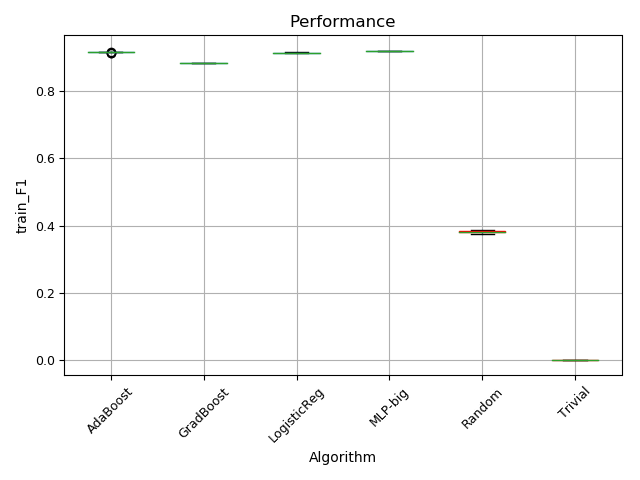 Performance
train_F1
0.8
0.6
0.4
0.2
0.0
AdaBoost
GradBoost
LogisticReg
MLP-big
Random
Trivial
Algorithm